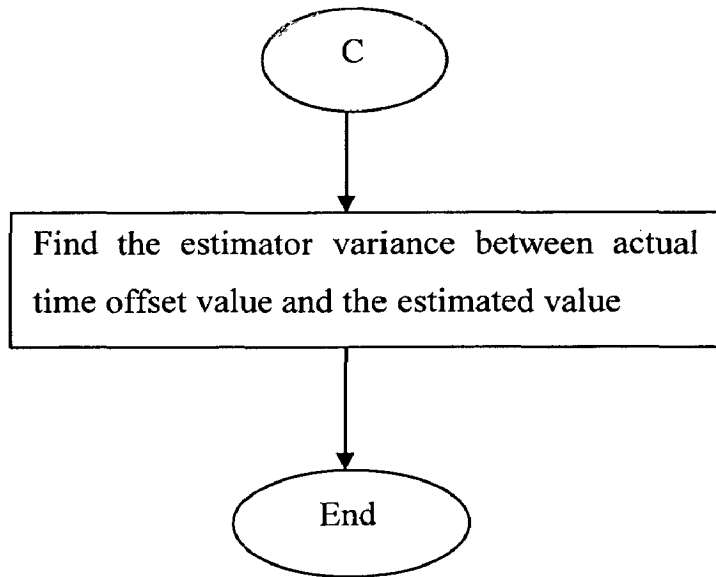 C
Find the estimator variance between actual
time offset value and the estimated value
End